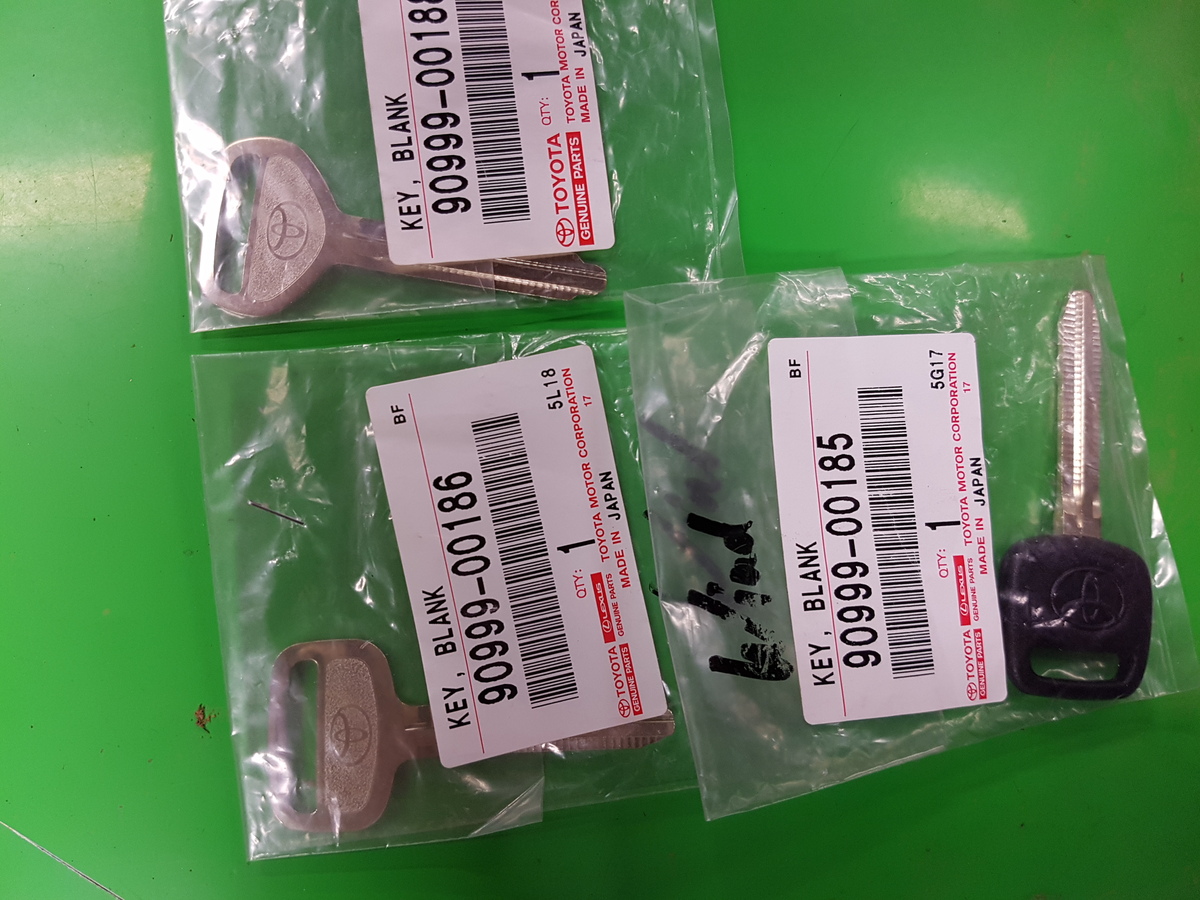 KEY, BLANK
90999-00188
QTY: 1
TOYOTA MOTOR COR
MADE IN JAPAN
TOYOTA
GENUINE PARTS
BF
KEY, BLANK
90999-00186
5L18
QTY: 1
TOYOTA MOTOR CORPORATION
17
MADE IN JAPAN
TOYOTA
GENUINE PARTS
LEXUS
GENUINE PARTS
BF
KEY, BLANK
90999-00185
5G17
QTY: 1
TOYOTA MOTOR CORPORATION
17
MADE IN JAPAN
TOYOTA
GENUINE PARTS
LEXUS
GENUINE PARTS